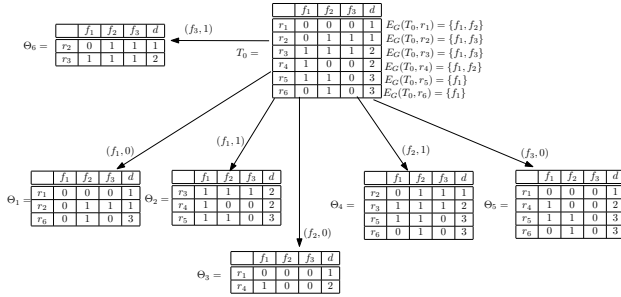 f₁ f₂ f₃ d
r₁ 0 0 0 1 E_G(T₀, r₁) = {f₁, f₂}
r₂ 0 1 1 1 E_G(T₀, r₂) = {f₁, f₃}
T₀ = r₃ 1 1 1 2 E_G(T₀, r₃) = {f₁, f₃}
r₄ 1 0 0 2 E_G(T₀, r₄) = {f₁, f₂}
r₅ 1 1 0 3 E_G(T₀, r₅) = {f₁}
r₆ 0 1 0 3 E_G(T₀, r₆) = {f₁}
(f₃, 1)
f₁ f₂ f₃ d
Θ₆ = r₂ 0 1 1 1
r₃ 1 1 1 2
(f₁, 0)
(f₁, 1)
(f₂, 0)
(f₂, 1)
(f₃, 0)
f₁ f₂ f₃ d
r₁ 0 0 0 1
Θ₁ = r₂ 0 1 1 1
r₆ 0 1 0 3
f₁ f₂ f₃ d
r₃ 1 1 1 2
Θ₂ = r₄ 1 0 0 2
r₅ 1 1 0 3
f₁ f₂ f₃ d
Θ₃ = r₁ 0 0 0 1
r₄ 1 0 0 2
f₁ f₂ f₃ d
r₂ 0 1 1 1
Θ₄ = r₃ 1 1 1 2
r₅ 1 1 0 3
r₆ 0 1 0 3
f₁ f₂ f₃ d
r₁ 0 0 0 1
Θ₅ = r₄ 1 0 0 2
r₅ 1 1 0 3
r₆ 0 1 0 3